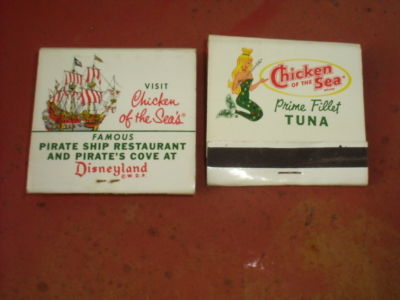 VISIT
Chicken
of the Sea's
FAMOUS
PIRATE SHIP RESTAURANT
AND PIRATE'S COVE AT
Disneyland
© W.D.P.
Chicken
OF THE Sea
Prime Fillet
TUNA